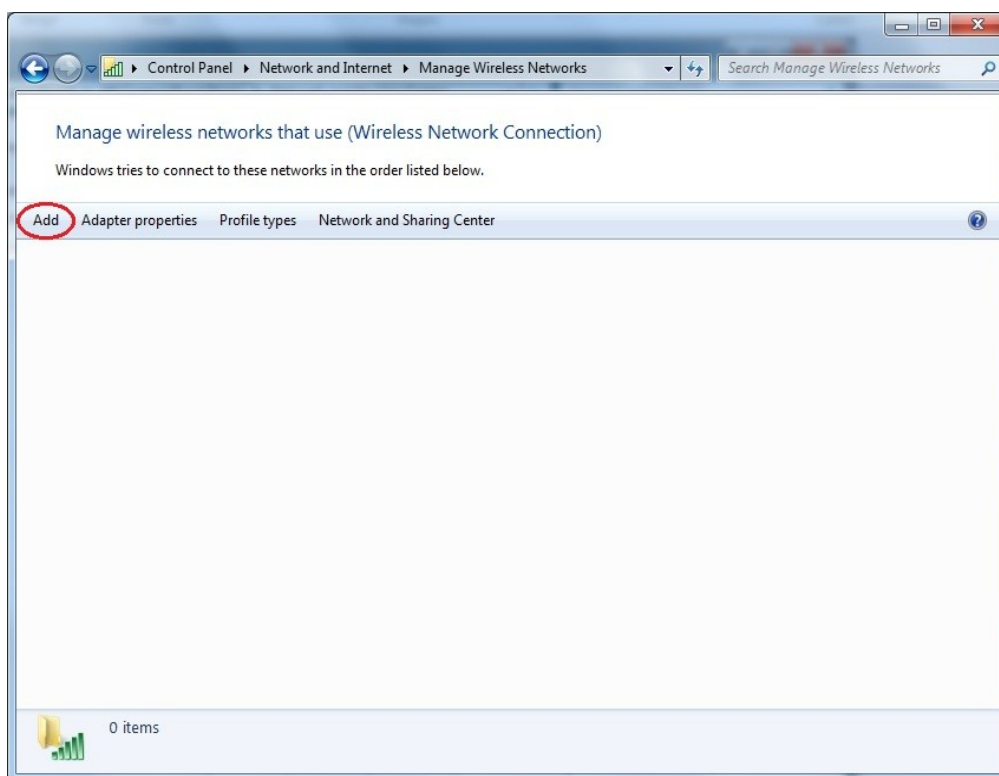 Control Panel Network and Internet Manage Wireless Networks Search Manage Wireless Networks
Manage wireless networks that use (Wireless Network Connection)
Windows tries to connect to these networks in the order listed below.
Add Adapter properties Profile types Network and Sharing Center
0 items